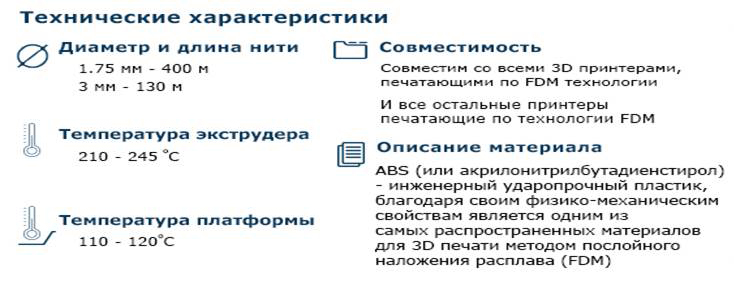 Технические характеристики
Диаметр и длина нити
1.75 мм - 400 м
3 мм - 130 м
Температура экструдера
210 - 245 °С
Температура платформы
110 - 120°С
Совместимость
Совместим со всеми 3D принтерами,
печатающими по FDM технологии
И все остальные принтеры
печатающие по технологии FDM
Описание материала
ABS (или акрилонитрилбутадиенстирол)
- инженерный ударопрочный пластик,
благодаря своим физико-механическим
свойствам является одним из
самых распространенных материалов
для 3D печати методом послойного
наложения расплава (FDM)